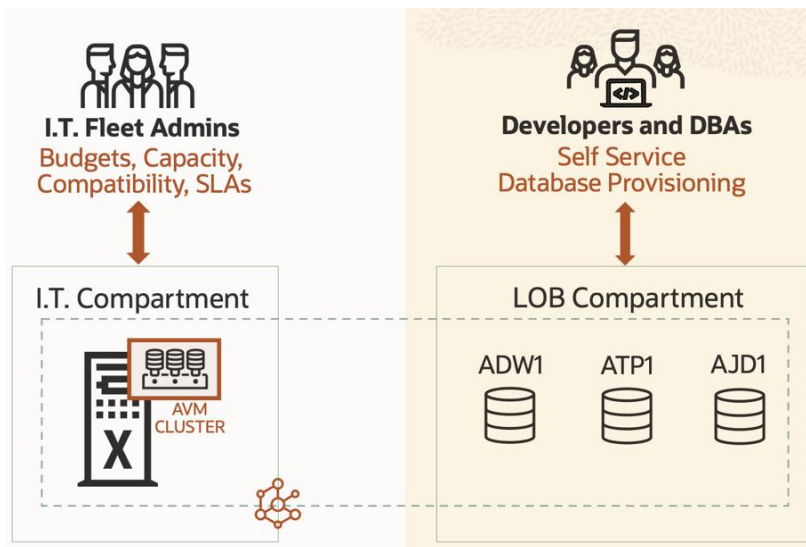 I.T. Fleet Admins
Budgets, Capacity,
Compatibility, SLAs
I.T. Compartment
AVM
CLUSTER
X
Developers and DBAs
</>
Self Service
Database Provisioning
LOB Compartment
ADW1
ATP1
AJD1